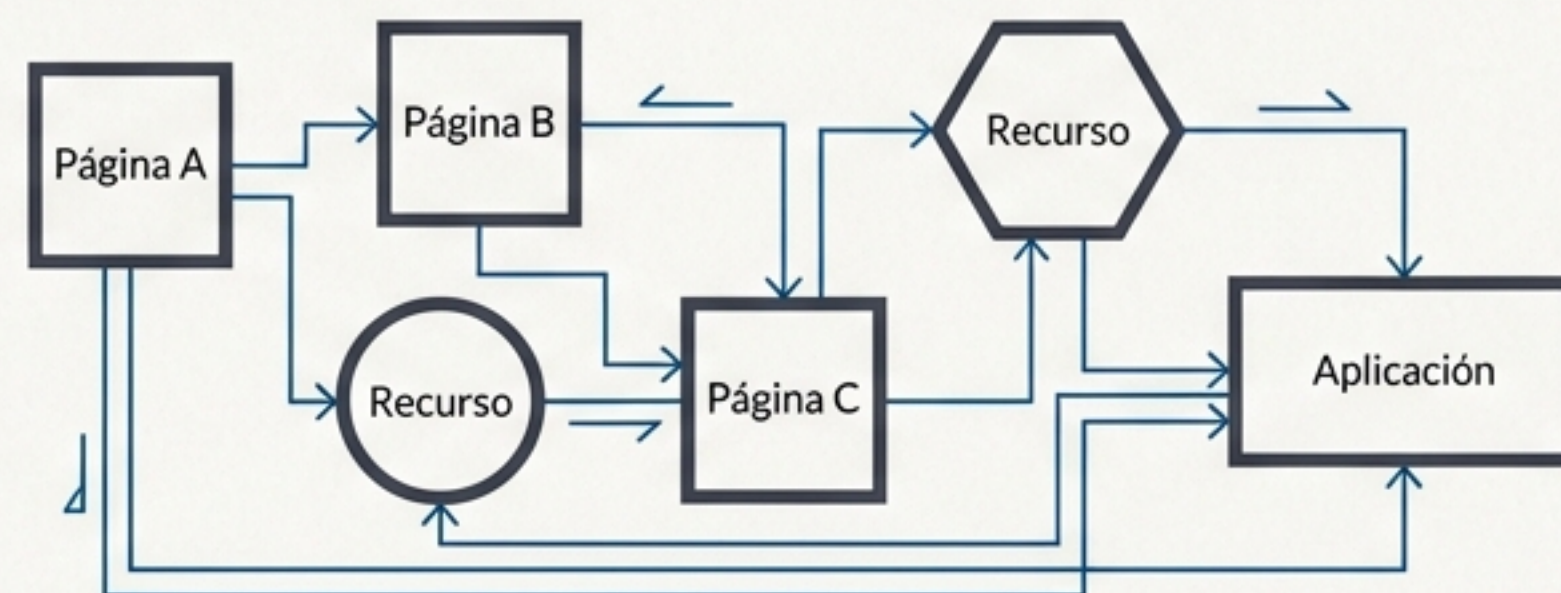 Página A
Página B
Recurso
Recurso
Página C
Aplicación